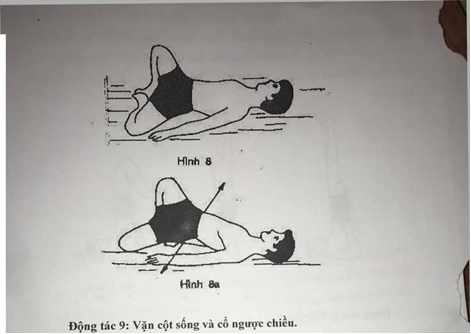 Hình 8
Hình 8a
Động tác 9: Vặn cột sống và cổ ngược chiều.